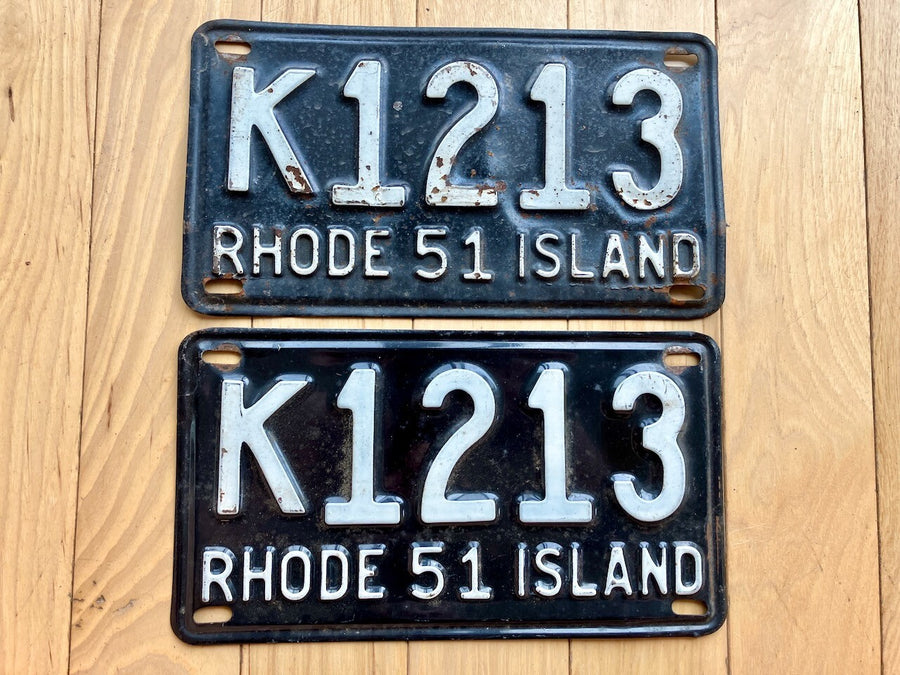 K1213
RHODE 51 ISLAND
K1213
RHODE 51 ISLAND